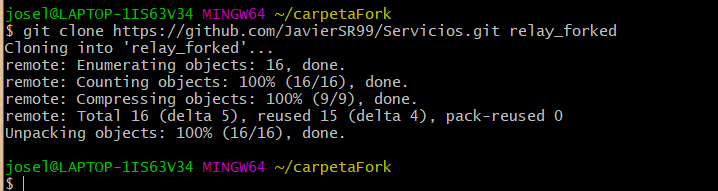 josel@LAPTOP-1IS63V34 MINGW64 ~/carpetaFork
$ git clone https://github.com/JavierSR99/Servicios.git relay_forked
Cloning into 'relay_forked'...
remote: Enumerating objects: 16, done.
remote: Counting objects: 100% (16/16), done.
remote: Compressing objects: 100% (9/9), done.
remote: Total 16 (delta 5), reused 15 (delta 4), pack-reused 0
Unpacking objects: 100% (16/16), done.
josel@LAPTOP-1IS63V34 MINGW64 ~/carpetaFork
$